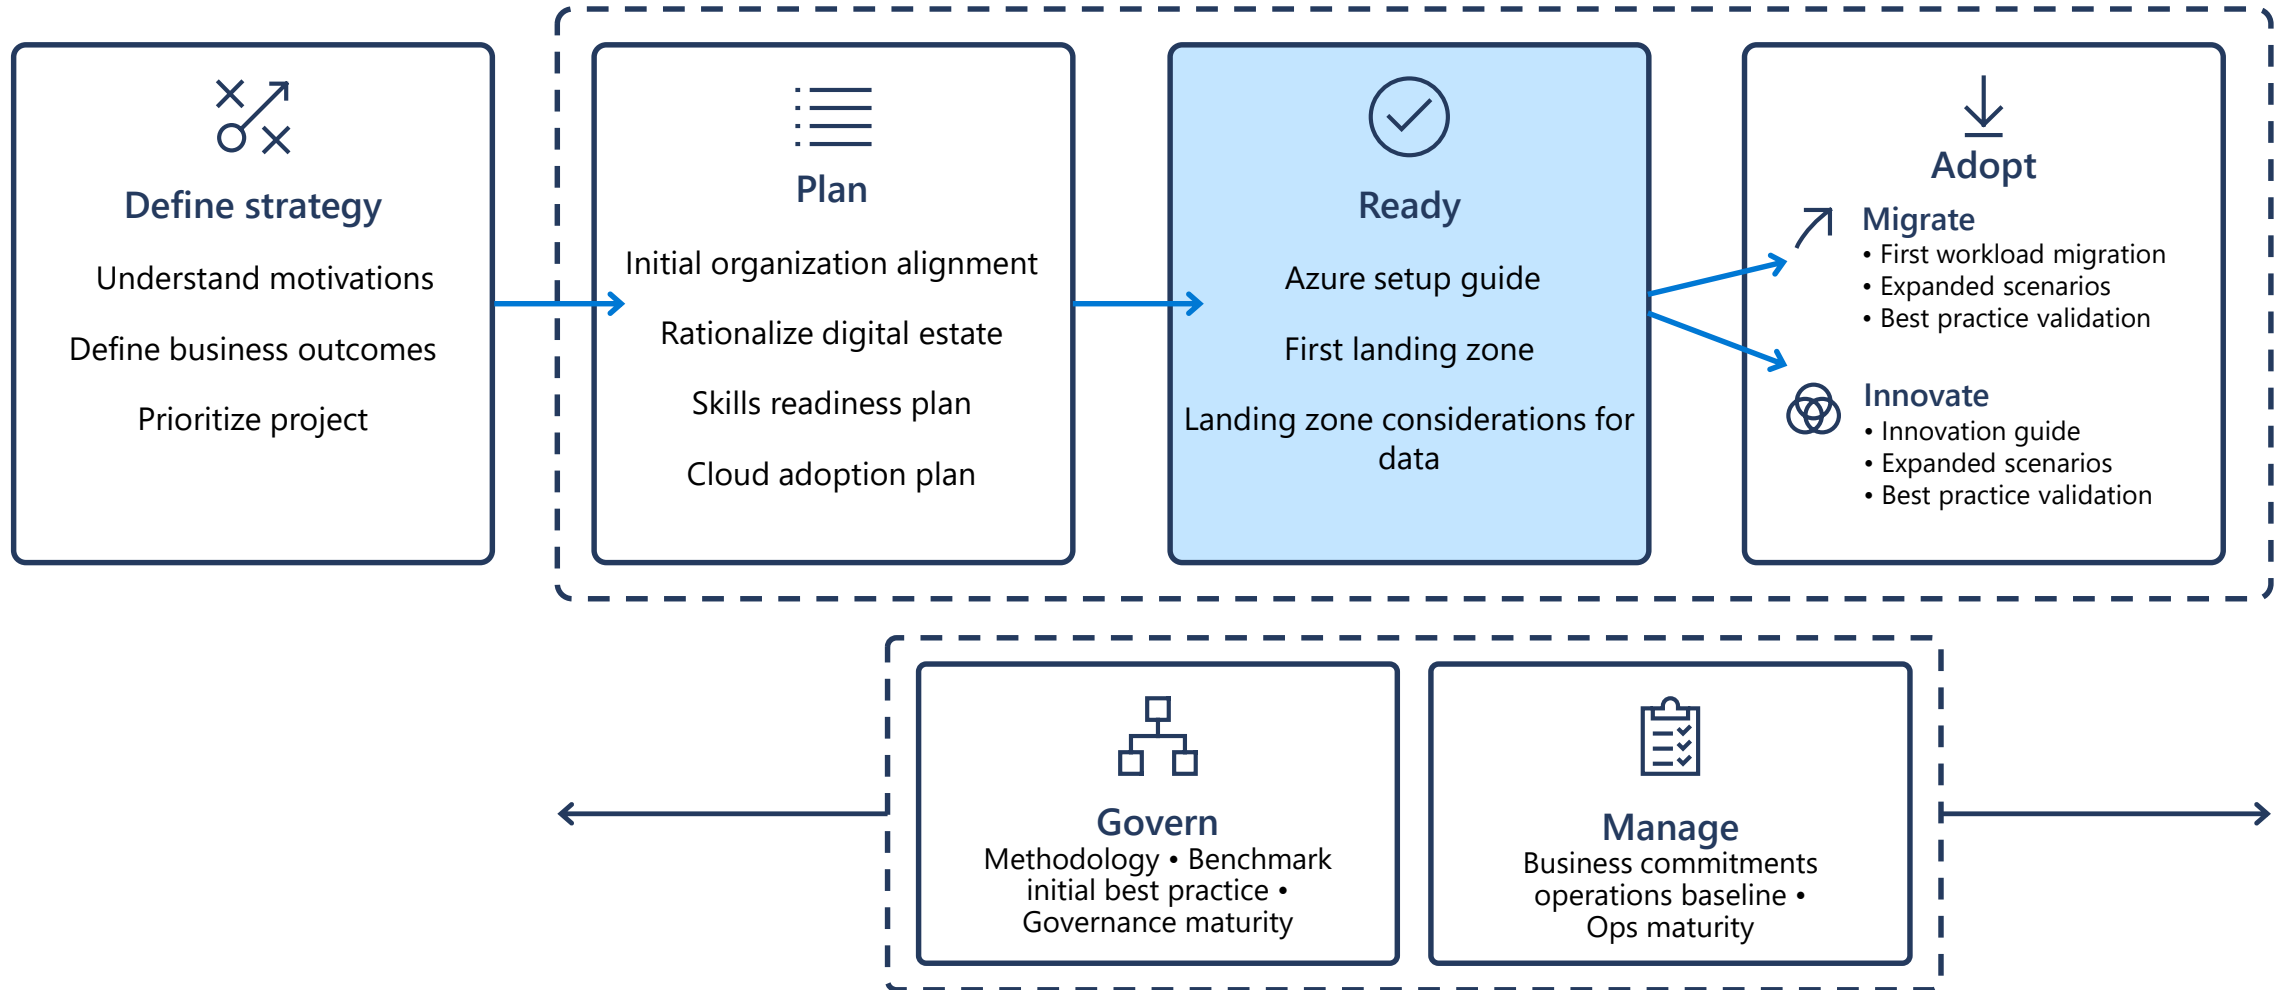 Define strategy
Understand motivations
Define business outcomes
Prioritize project
Plan
Initial organization alignment
Rationalize digital estate
Skills readiness plan
Cloud adoption plan
Ready
Azure setup guide
First landing zone
Landing zone considerations for
data
Adopt
Migrate
• First workload migration
• Expanded scenarios
• Best practice validation
Innovate
• Innovation guide
• Expanded scenarios
• Best practice validation
Govern
Methodology • Benchmark
initial best practice •
Governance maturity
Manage
Business commitments
operations baseline •
Ops maturity